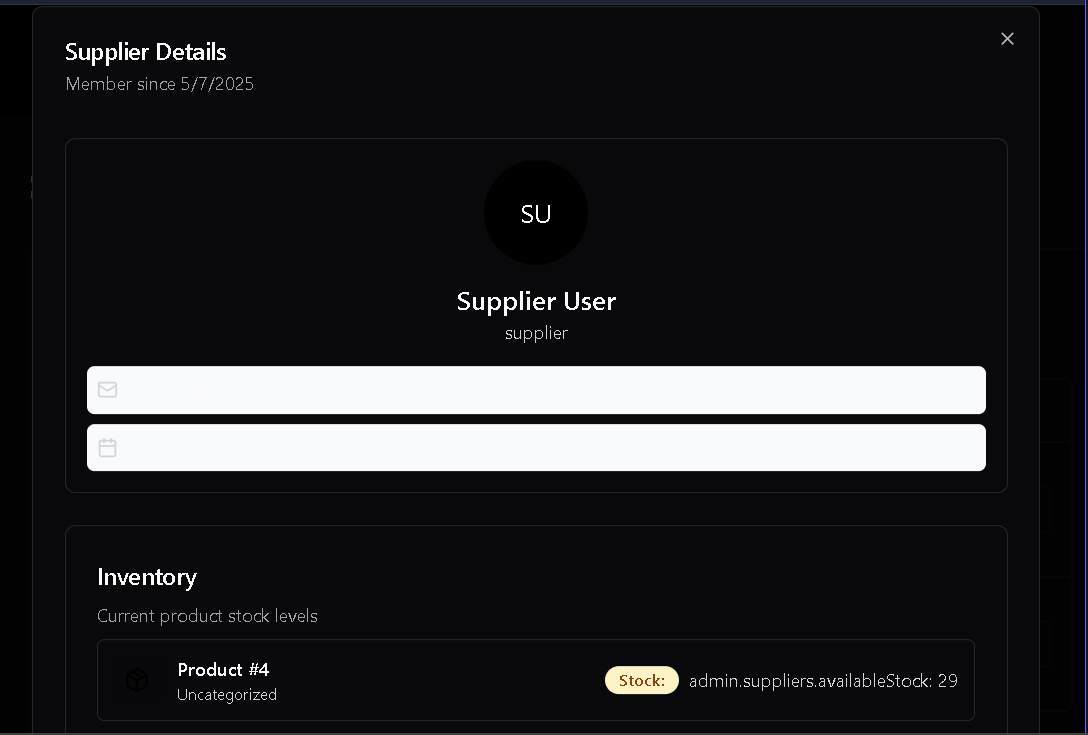 Supplier Details
Member since 5/7/2025
SU
Supplier User
supplier
Inventory
Current product stock levels
Product #4
Uncategorized
Stock: admin.suppliers.availableStock: 29